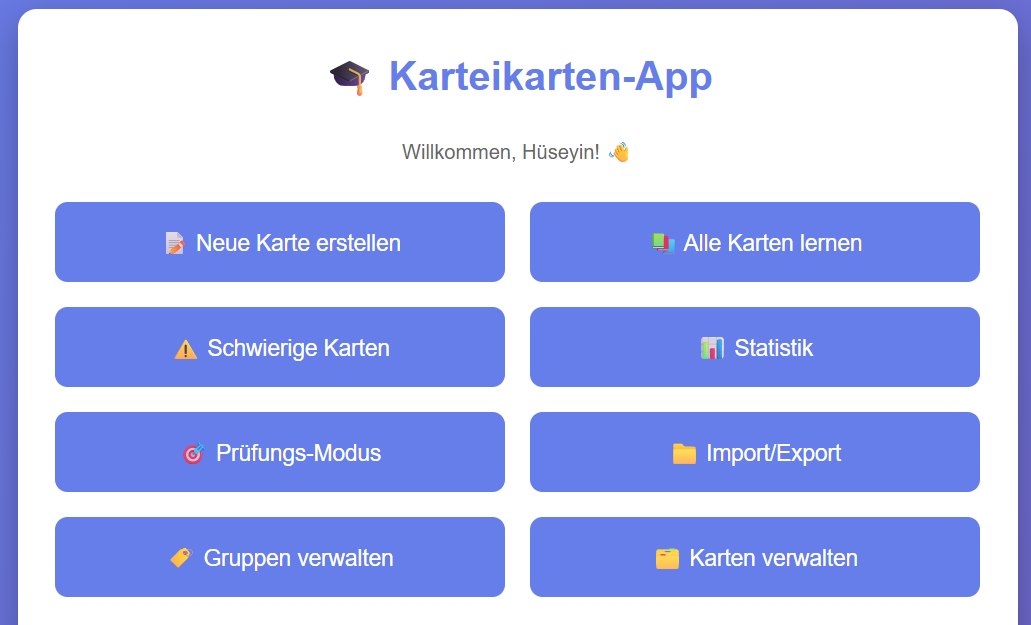 Karteikarten-App
Willkommen, Hüseyin!
Neue Karte erstellen
Alle Karten lernen
Schwierige Karten
Statistik
Prüfungs-Modus
Import/Export
Gruppen verwalten
Karten verwalten